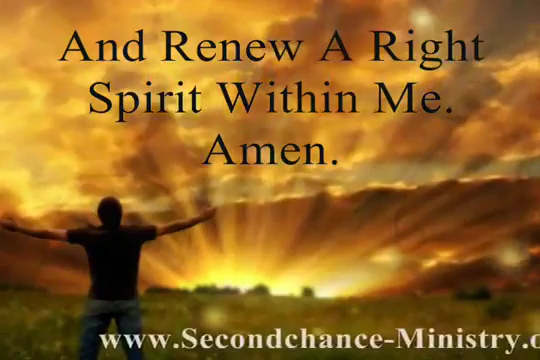 And Renew A Right
Spirit Within Me.
Amen.
www.Secondchance-Ministry.o